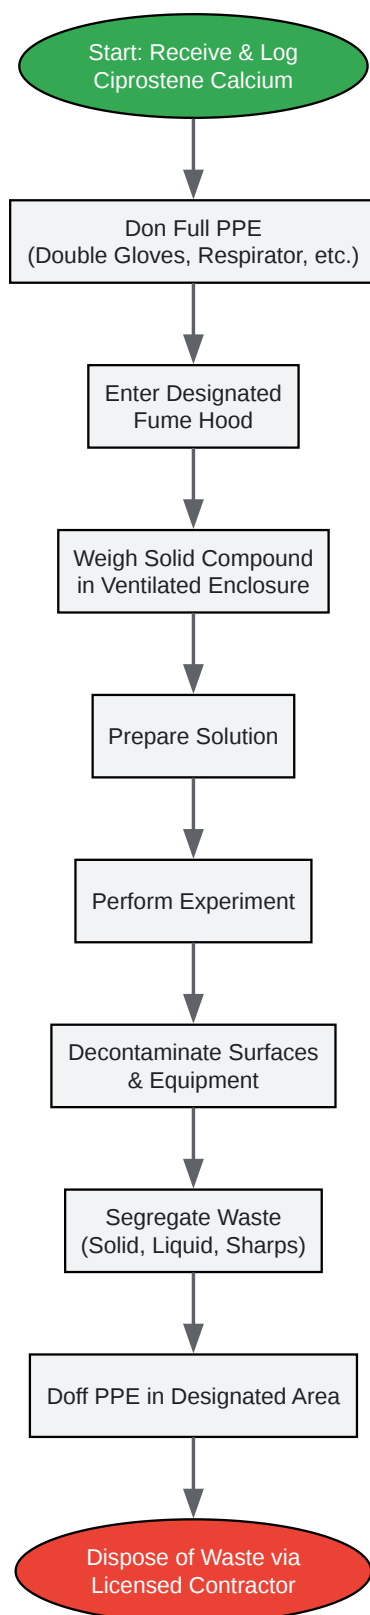 Start: Receive & Log
Ciprostene Calcium
Don Full PPE
(Double Gloves, Respirator, etc.)
Enter Designated
Fume Hood
Weigh Solid Compound
in Ventilated Enclosure
Prepare Solution
Perform Experiment
Decontaminate Surfaces
& Equipment
Segregate Waste
(Solid, Liquid, Sharps)
Doff PPE in Designated Area
Dispose of Waste via
Licensed Contractor